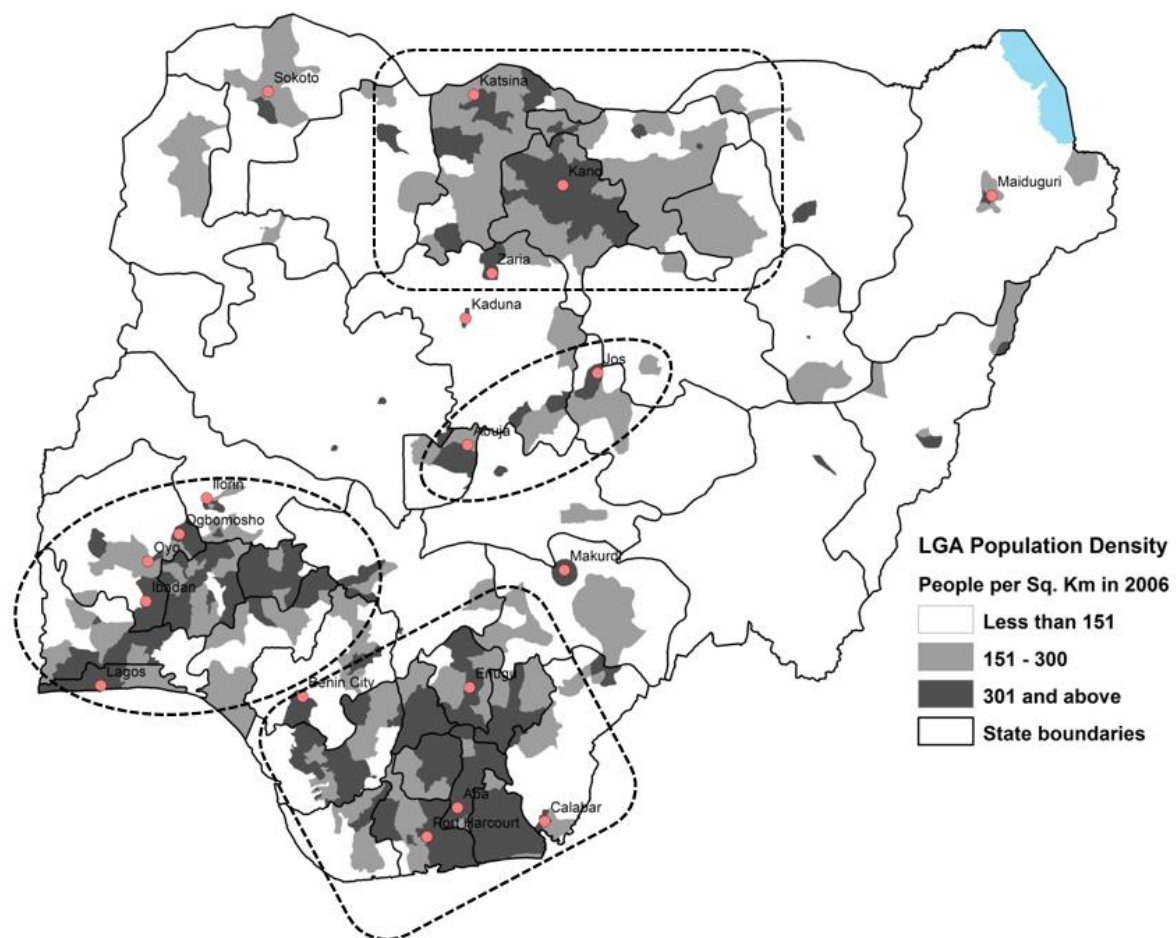 Sokoto
Katsina
Kano
Maiduguri
Zaria
Kaduna
Jos
Abuja
Ilorin
Ogbomosho
Oyo
Makurdi
Ibadan
Lagos
Enugu
Benin City
Aba
Calabar
Port Harcourt
LGA Population Density
People per Sq. Km in 2006
Less than 151
151 - 300
301 and above
State boundaries